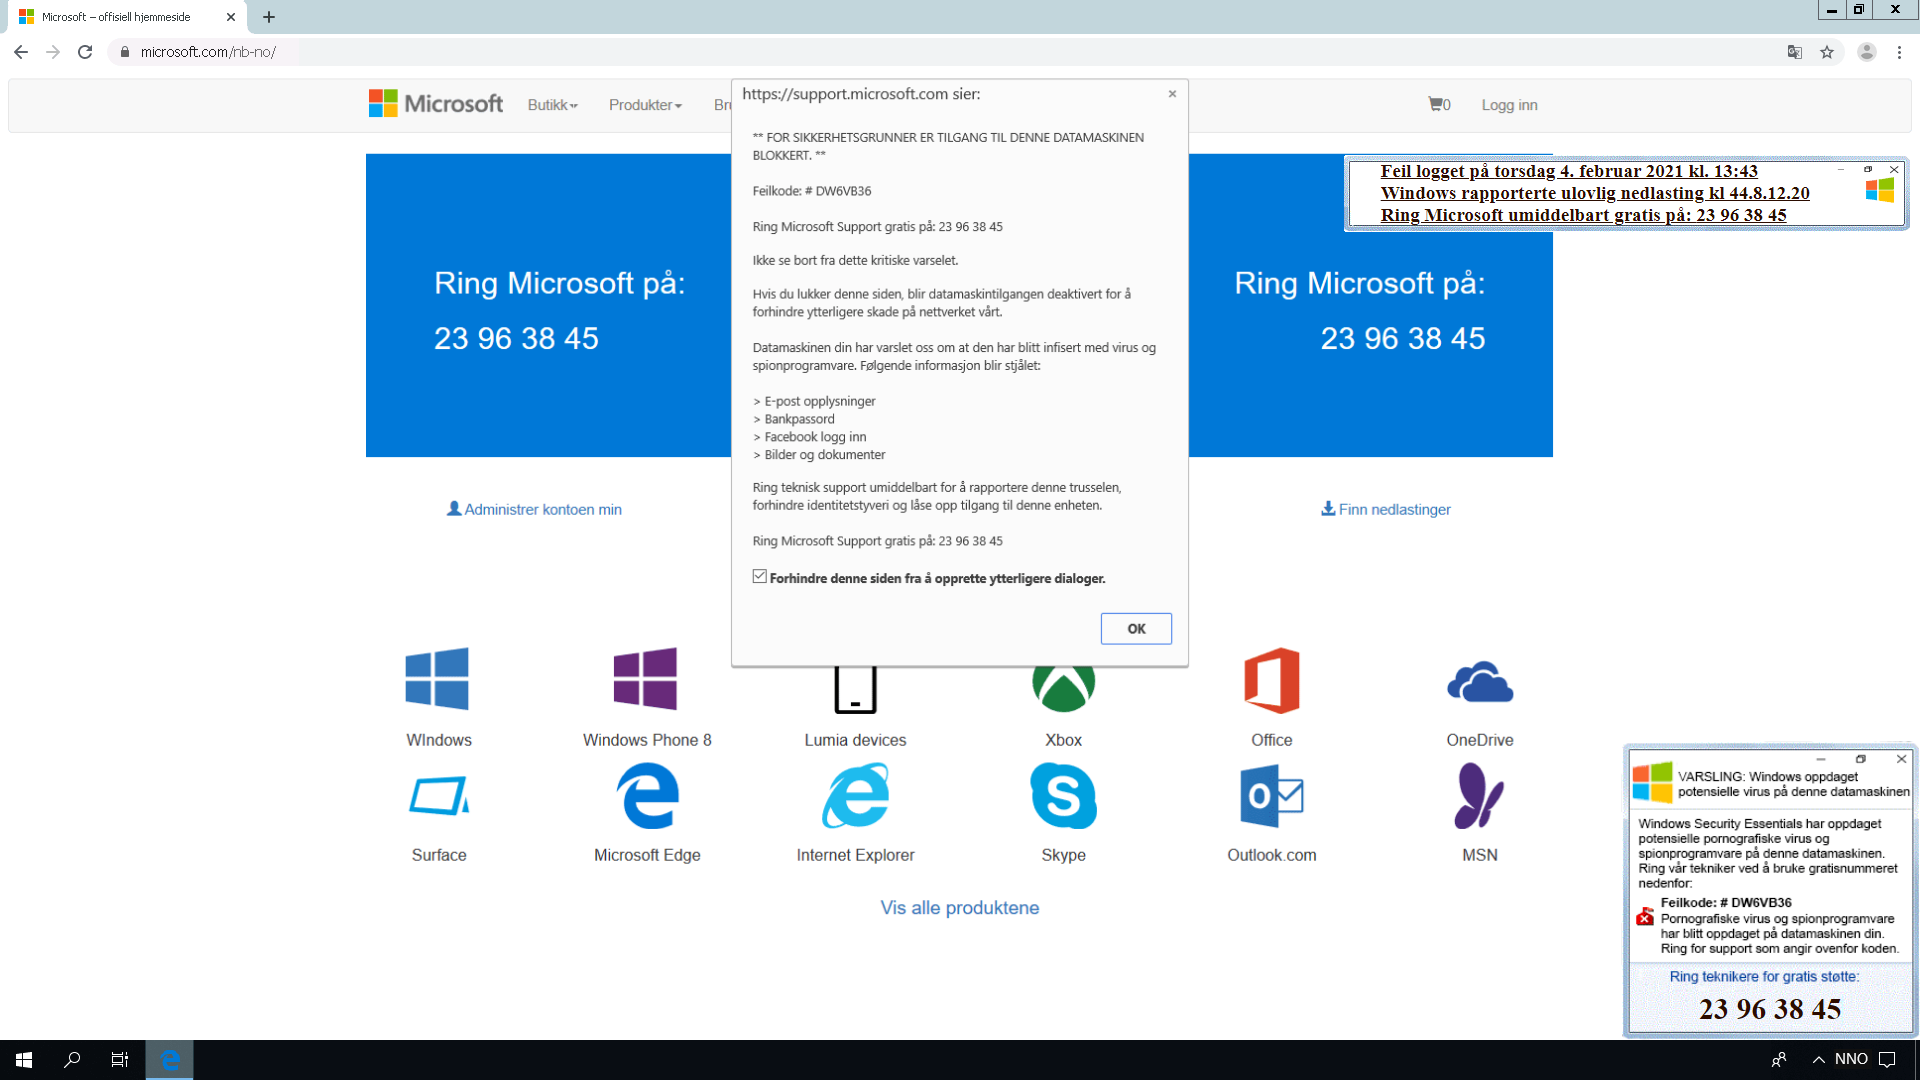 Microsoft – offisiell hjemmeside
microsoft.com/nb-no/
Microsoft
Butikk
Produkter
0
Logg inn
https://support.microsoft.com sier:
** FOR SIKKERHETSGRUNNER ER TILGANG TIL DENNE DATAMASKINEN
BLOKKERT. **
Feilkode: # DW6VB36
Ring Microsoft Support gratis på: 23 96 38 45
Ikke se bort fra dette kritiske varselet.
Hvis du lukker denne siden, blir datamaskintilgangen deaktivert for å
forhindre ytterligere skade på nettverket vårt.
Datamaskinen din har varslet oss om at den har blitt infisert med virus og
spionprogramvare. Følgende informasjon blir stjålet:
> E-post opplysninger
> Bankpassord
> Facebook logg inn
> Bilder og dokumenter
Ring teknisk support umiddelbart for å rapportere denne trusselen,
forhindre identitetstyveri og låse opp tilgang til denne enheten.
Ring Microsoft Support gratis på: 23 96 38 45
Forhindre denne siden fra å opprette ytterligere dialoger.
OK
Feil logget på torsdag 4. februar 2021 kl. 13:43
Windows rapporterte ulovlig nedlasting kl 44.8.12.20
Ring Microsoft umiddelbart gratis på: 23 96 38 45
Ring Microsoft på:
23 96 38 45
Ring Microsoft på:
23 96 38 45
Administrer kontoen min
Finn nedlastinger
WIndows
Windows Phone 8
Lumia devices
Xbox
Office
OneDrive
Surface
Microsoft Edge
Internet Explorer
Skype
Outlook.com
MSN
Vis alle produktene
VARSLING: Windows oppdaget
potensielle virus på denne datamaskinen
Windows Security Essentials har oppdaget
potensielle pornografiske virus og
spionprogramvare på denne datamaskinen.
Ring vår tekniker ved å bruke gratisnummeret
nedenfor:
Feilkode: # DW6VB36
Pornografiske virus og spionprogramvare
har blitt oppdaget på datamaskinen din.
Ring for support som angir ovenfor koden.
Ring teknikere for gratis støtte:
23 96 38 45
NNO